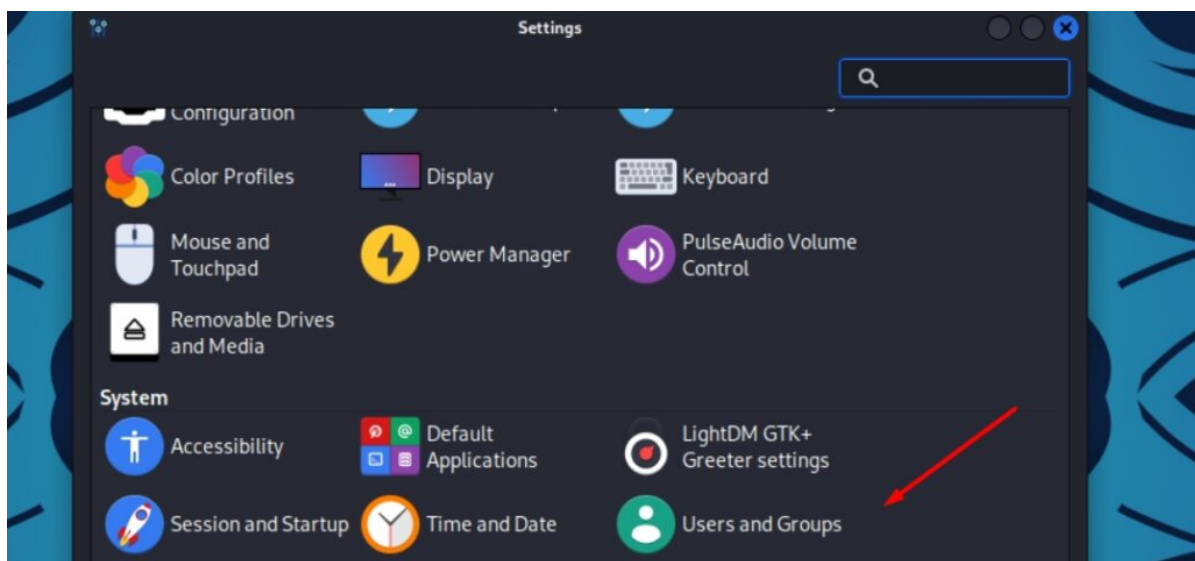 Settings
Configuration
Color Profiles
Display
Keyboard
Mouse and
Touchpad
Power Manager
PulseAudio Volume
Control
Removable Drives
and Media
System
Accessibility
Default
Applications
LightDM GTK+
Greeter settings
Session and Startup
Time and Date
Users and Groups